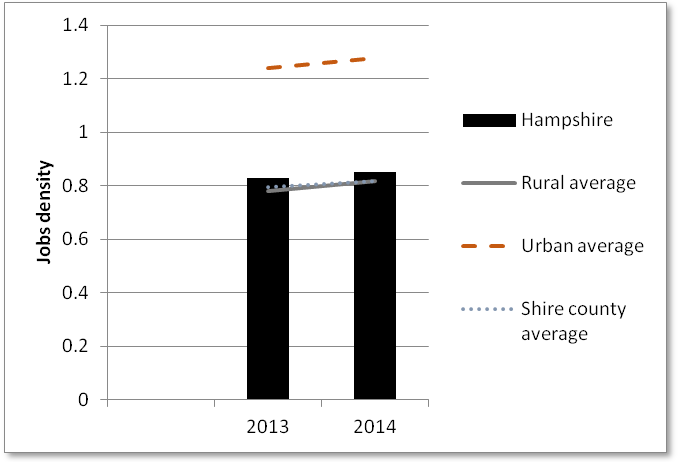 1.4
1.2
1
0.8
0.6
0.4
0.2
0
Jobs density
2013
2014
Hampshire
Rural average
Urban average
Shire county
average